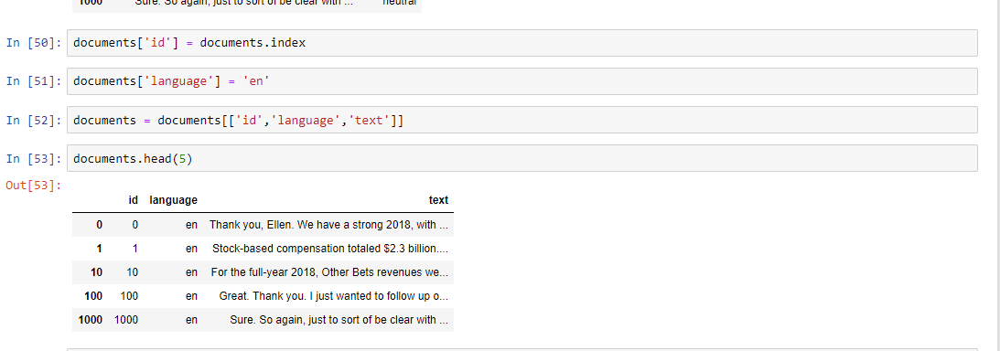 1000 Sure. So again, just to sort of be clear with ... neutral
In [50]: documents['id'] = documents.index
In [51]: documents['language'] = 'en'
In [52]: documents = documents[['id','language','text']]
In [53]: documents.head(5)
Out[53]:
id language text
0 0 en Thank you, Ellen. We have a strong 2018, with ...
1 1 en Stock-based compensation totaled $2.3 billion....
10 10 en For the full-year 2018, Other Bets revenues we...
100 100 en Great. Thank you. I just wanted to follow up o...
1000 1000 en Sure. So again, just to sort of be clear with ...